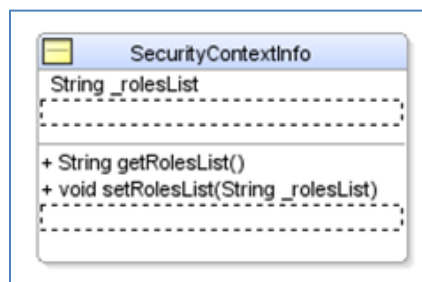 SecurityContextInfo
String _rolesList
+ String getRolesList()
+ void setRolesList(String _rolesList)